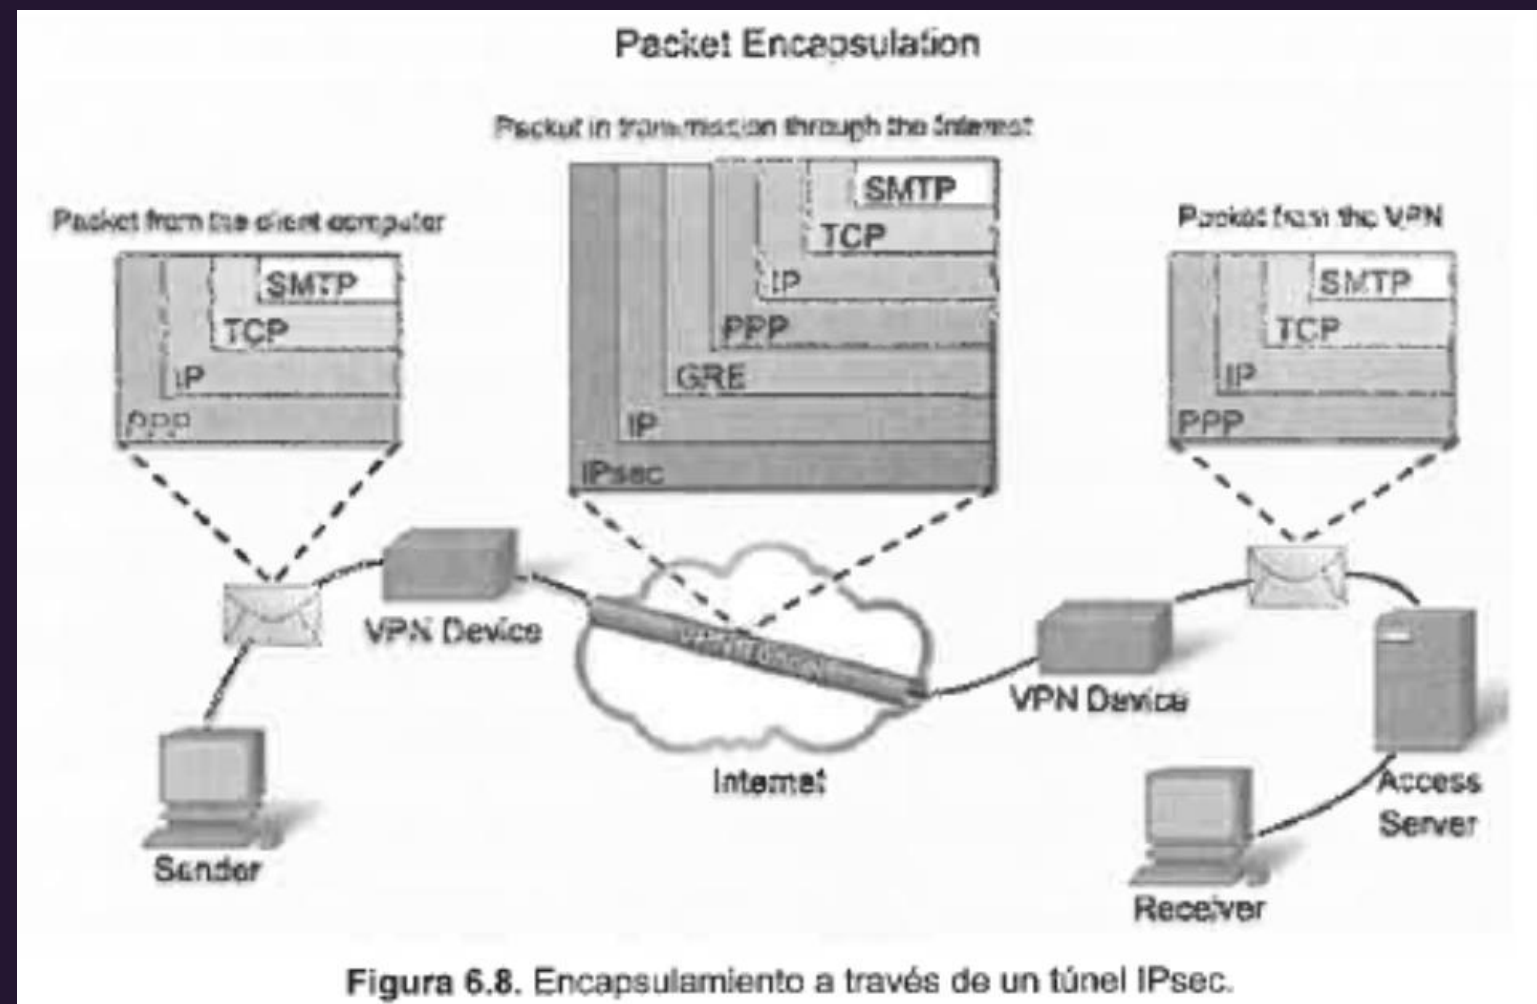 Packet Encapsulation
Packet in transmission through the Internet
Packet from the client computer
SMTP
TCP
IP
PPP
SMTP
TCP
IP
PPP
GRE
IP
IPsec
Packet from the VPN
SMTP
TCP
IP
PPP
VPN Device
Internet
VPN Device
Access
Server
Sender
Receiver
Figura 6.8. Encapsulamiento a través de un túnel IPsec.